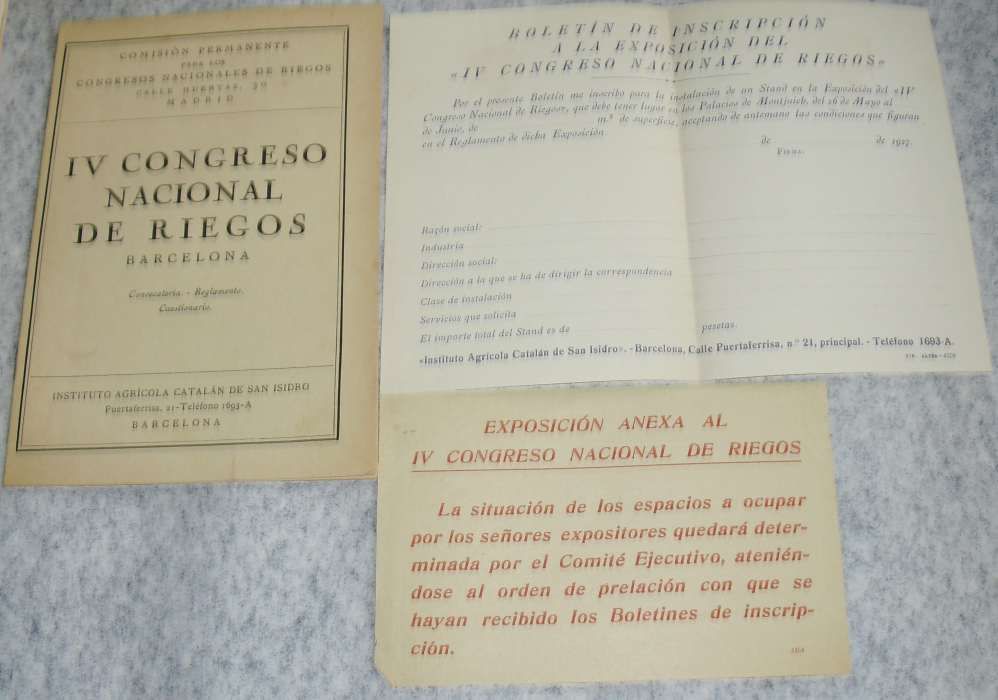 COMISIÓN PERMANENTE
PARA LOS
CONGRESOS NACIONALES DE RIEGOS
CALLE HUERTAS, 30
MADRID
IV CONGRESO
NACIONAL
DE RIEGOS
BARCELONA
Convocatoria. - Reglamento.
Cuestionario.
INSTITUTO AGRÍCOLA CATALÁN DE SAN ISIDRO
Puertaferrisa, 21 - Teléfono 1693-A
BARCELONA
BOLETÍN DE INSCRIPCIÓN
A LA EXPOSICIÓN DEL
«IV CONGRESO NACIONAL DE RIEGOS»
Por el presente Boletín me inscribo para la instalación de un Stand en la Exposición del «IV
Congreso Nacional de Riegos», que debe tener lugar en los Palacios de Montjuich, del 26 de Mayo al
de Junio, de m.² de superficie, aceptando de antemano las condiciones que figuran
en el Reglamento de dicha Exposición
de de 1927.
FIRMA.
Razón social:
Industria
Dirección social:
Dirección a la que se ha de dirigir la correspondencia
Clase de instalación
Servicios que solicita
El importe total del Stand es de pesetas.
«Instituto Agrícola Catalán de San Isidro». - Barcelona, Calle Puertaferrisa, n.º 21, principal. - Teléfono 1693-A.
EXPOSICIÓN ANEXA AL
IV CONGRESO NACIONAL DE RIEGOS
La situación de los espacios a ocupar
por los señores expositores quedará deter-
minada por el Comité Ejecutivo, atenién-
dose al orden de prelación con que se
hayan recibido los Boletines de inscrip-
ción.